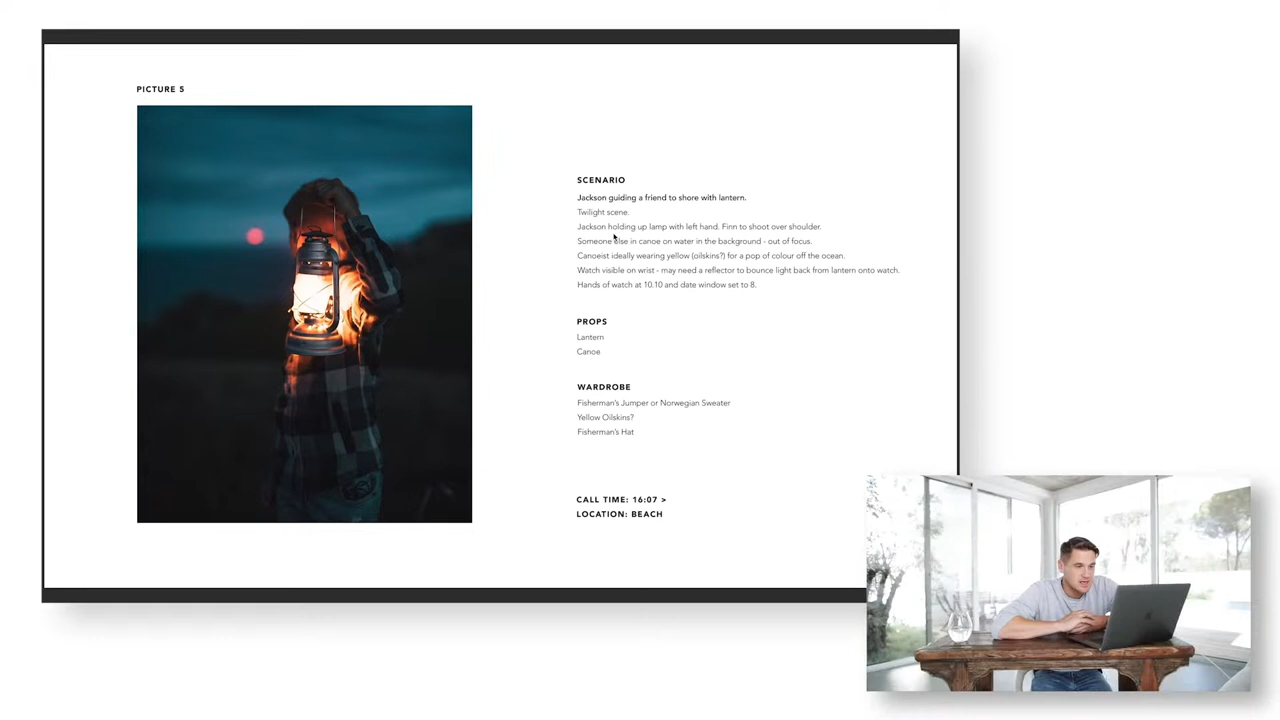 PICTURE 5
SCENARIO
Jackson guiding a friend to shore with lantern.
Twilight scene.
Jackson holding up lamp with left hand. Finn to shoot over shoulder.
Someone else in canoe on water in the background - out of focus.
Canoeist ideally wearing yellow (oilskins?) for a pop of colour off the ocean.
Watch visible on wrist - may need a reflector to bounce light back from lantern onto watch.
Hands of watch at 10.10 and date window set to 8.
PROPS
Lantern
Canoe
WARDROBE
Fisherman's Jumper or Norwegian Sweater
Yellow Oilskins?
Fisherman's Hat
CALL TIME: 16:07 >
LOCATION: BEACH